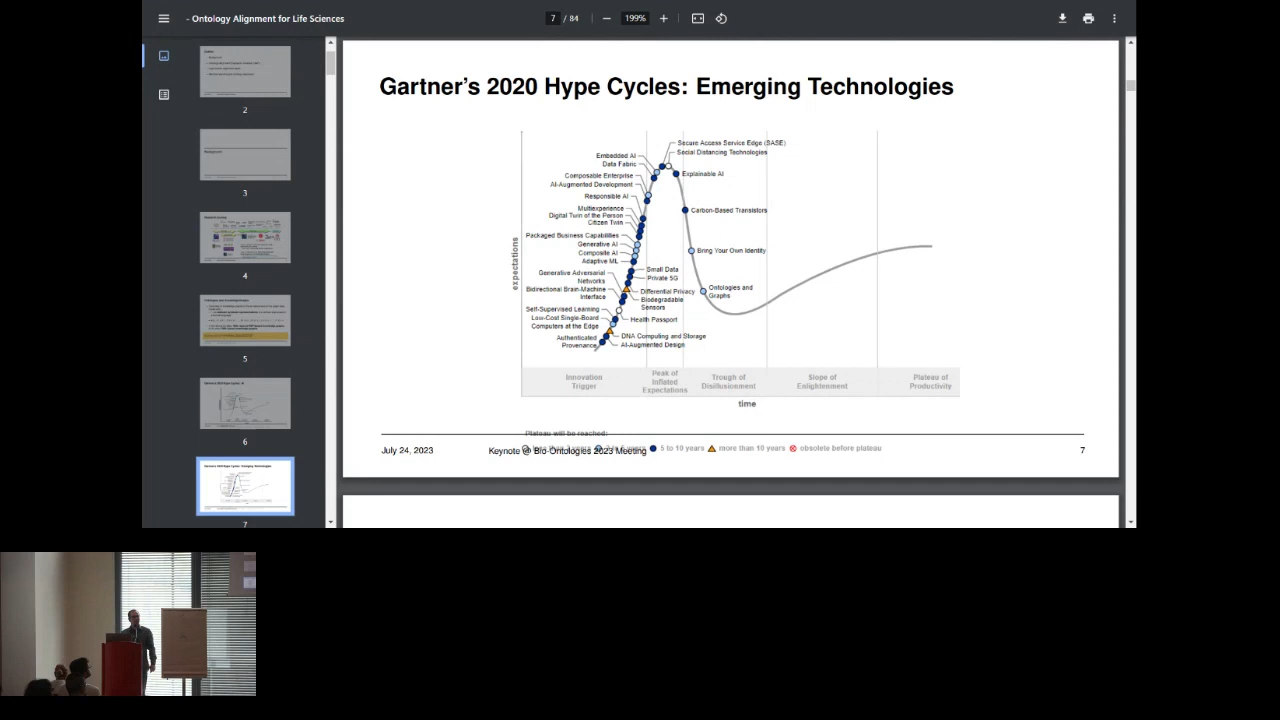 - Ontology Alignment for Life Sciences
7 / 84
199%
2
3
4
5
6
7
Gartner's 2020 Hype Cycles: Emerging Technologies
Secure Access Service Edge (SASE)
Social Distancing Technologies
Embedded AI
Data Fabric
Explainable AI
Composable Enterprise
AI-Augmented Development
Responsible AI
Multiexperience
Digital Twin of the Person
Citizen Twin
Carbon-Based Transistors
Packaged Business Capabilities
Generative AI
Composite AI
Adaptive ML
Bring Your Own Identity
Small Data
Private 5G
Generative Adversarial
Networks
Bidirectional Brain-Machine
Interface
Differential Privacy
Biodegradable
Sensors
Ontologies and
Graphs
Self-Supervised Learning
Low-Cost Single-Board
Computers at the Edge
Health Passport
Authenticated
Provenance
DNA Computing and Storage
AI-Augmented Design
expectations
Innovation
Trigger
Peak of
Inflated
Expectations
Trough of
Disillusionment
Slope of
Enlightenment
Plateau of
Productivity
time
Plateau will be reached:
5 to 10 years more than 10 years obsolete before plateau
July 24, 2023
Keynote @ Bio-Ontologies 2023 Meeting
7